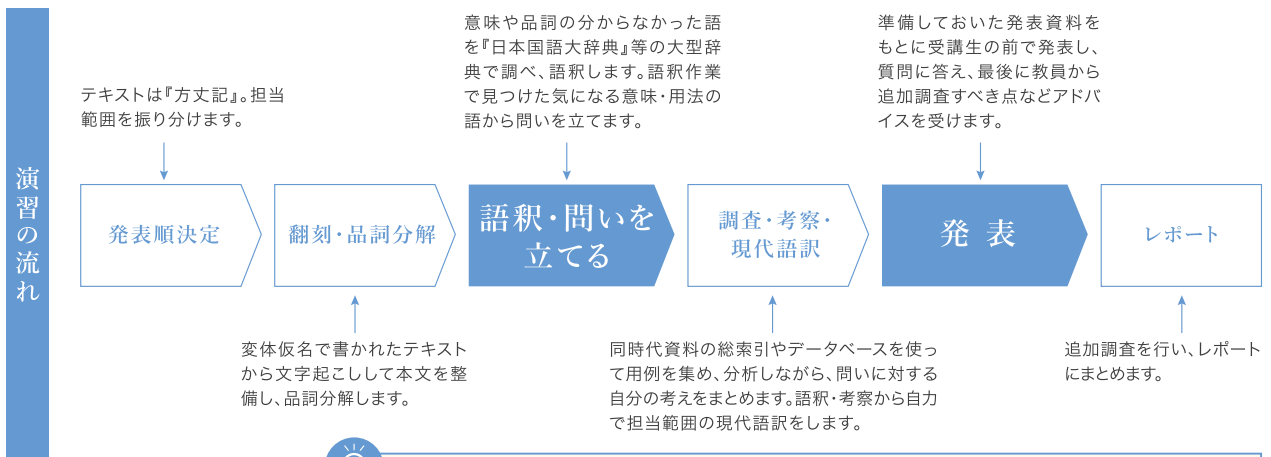 演習の流れ
テキストは『方丈記』。担当
範囲を振り分けます。
発表順決定
翻刻・品詞分解
変体仮名で書かれたテキスト
から文字起こしして本文を整
備し、品詞分解します。
意味や品詞の分からなかった語
を『日本国語大辞典』等の大型辞
典で調べ、語釈します。語釈作業
で見つけた気になる意味・用法の
語から問いを立てます。
語釈・問いを
立てる
調査・考察・
現代語訳
同時代資料の総索引やデータベースを使っ
て用例を集め、分析しながら、問いに対する
自分の考えをまとめます。語釈・考察から自力
で担当範囲の現代語訳をします。
準備しておいた発表資料を
もとに受講生の前で発表し、
質問に答え、最後に教員から
追加調査すべき点などアドバ
イスを受けます。
発表
レポート
追加調査を行い、レポート
にまとめます。